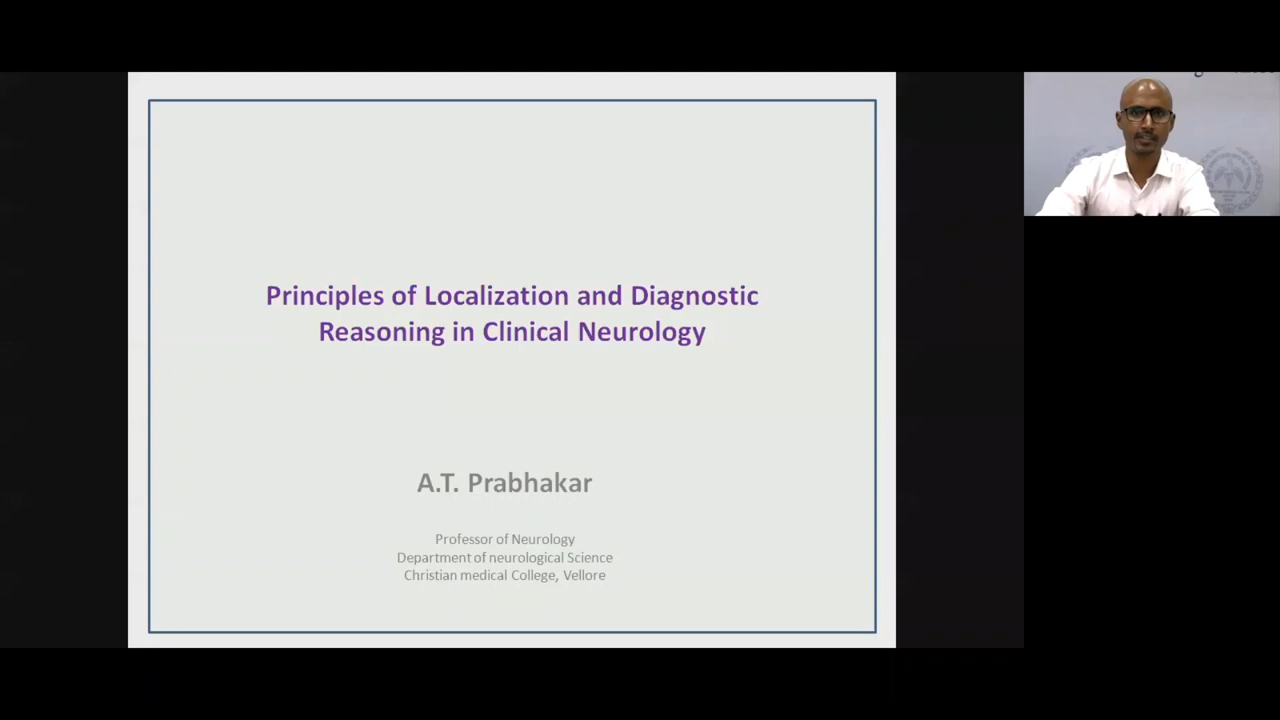 Principles of Localization and Diagnostic
Reasoning in Clinical Neurology
A.T. Prabhakar
Professor of Neurology
Department of neurological Science
Christian medical College, Vellore